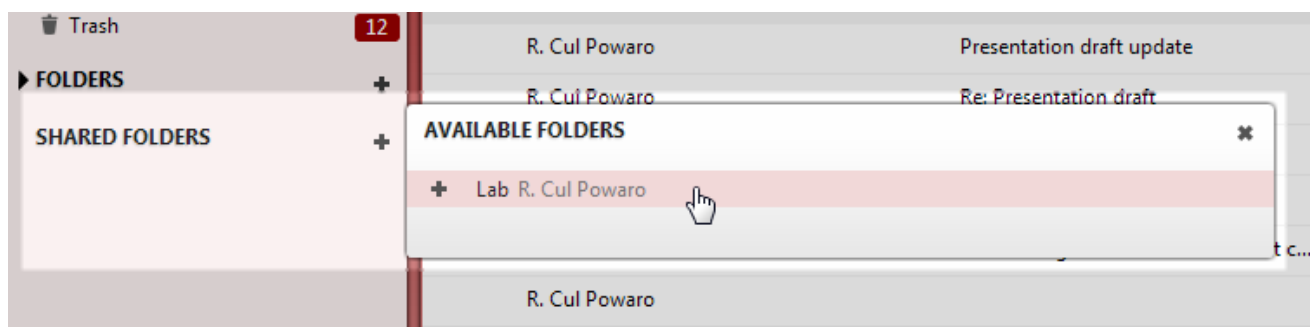 Trash 12
R. Cul Powaro Presentation draft update
FOLDERS
R. Cul Powaro Re: Presentation draft
SHARED FOLDERS
AVAILABLE FOLDERS
Lab R. Cul Powaro
t c...
R. Cul Powaro